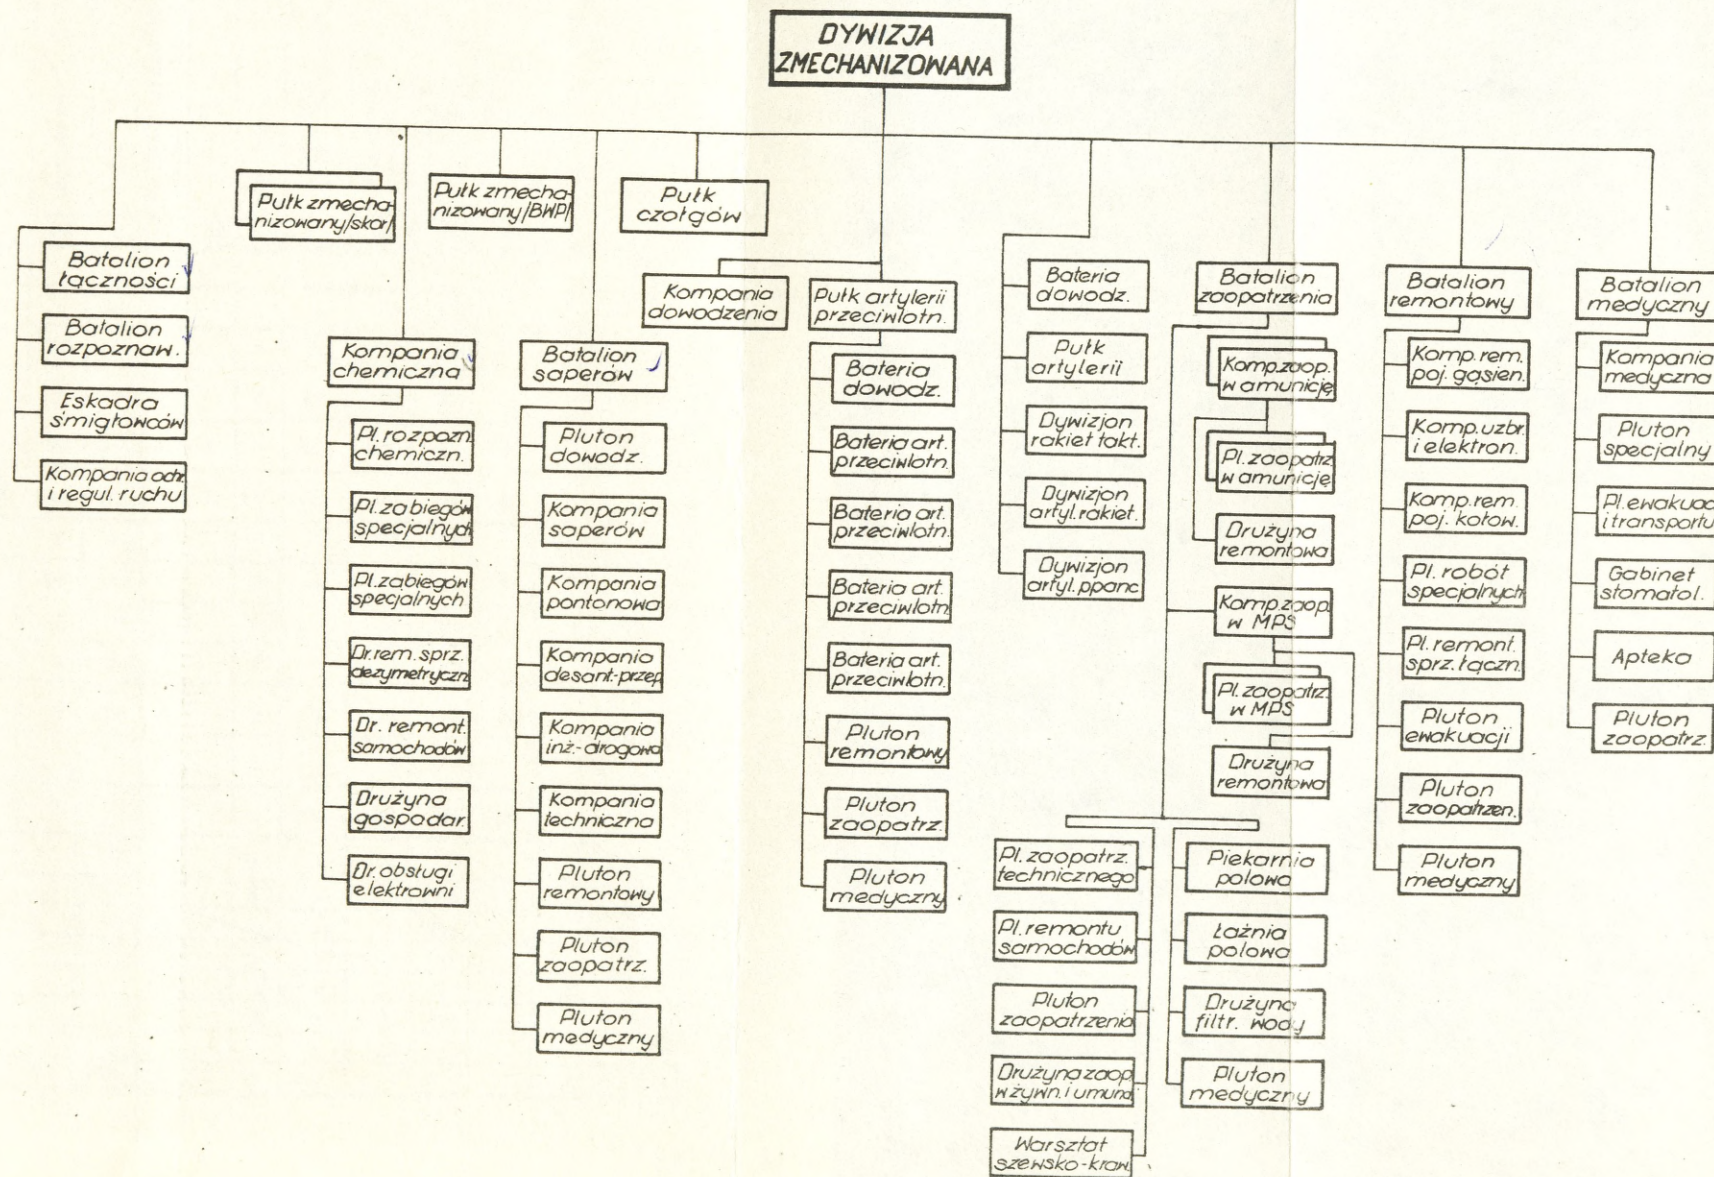 DYWIZJA
ZMECHANIZOWANA
Batalion
łączności
Batalion
rozpoznaw.
Eskadra
śmigłowców
Kompania ochr.
i regul. ruchu
Pułk zmecha-
nizowany/skot/
Kompania
chemiczna
Pl. rozpozn.
chemiczn.
Pl. zabiegów
specjalnych
Pl. zabiegów
specjalnych
Dr. rem. sprz.
dezymetryczn.
Dr. remont.
samochodów
Drużyna
gospodar.
Dr. obsługi
elektrowni
Pułk zmecha-
nizowany/BWP/
Batalion
saperów
Pluton
dowodz.
Kompania
saperów
Kompania
pontonowa
Kompania
desant.-przep.
Kompania
inż-drogowa
Kompania
techniczna
Pluton
remontowy
Pluton
zaopatrz.
Pluton
medyczny
Pułk
czołgów
Kompania
dowodzenia
Pułk artylerii
przeciwlotn.
Bateria
dowodz.
Bateria art.
przeciwlotn.
Bateria art.
przeciwlotn.
Bateria art.
przeciwlotn.
Bateria art.
przeciwlotn.
Pluton
remontowy
Pluton
zaopatrz.
Pluton
medyczny
Bateria
dowodz.
Pułk
artylerii
Dywizjon
rakiet takt.
Dywizjon
artyl. rakiet.
Dywizjon
artyl. ppanc
Batalion
zaopatrzenia
Komp. zaop.
w amunicję
Pl. zaopatrz.
w amunicję
Drużyna
remontowa
Komp. zaop.
w MPS
Pl. zaopatrz.
w MPS
Drużyna
remontowa
Pl. zaopatrz.
technicznego
Pl. remontu
samochodów
Pluton
zaopatrzenia
Drużyna zaop.
w żywn. i umund.
Warsztat
szewsko-kraw.
Piekarnia
polowa
Łaźnia
polowa
Drużyna
filtr. wody
Pluton
medyczny
Batalion
remontowy
Komp. rem.
poj. gąsien.
Komp. uzbr.
i elektron.
Komp. rem.
poj. kołow.
Pl. robót
specjalnych
Pl. remont.
sprz. łączn.
Pluton
ewakuacji
Pluton
zaopatrzen.
Pluton
medyczny
Batalion
medyczny
Kompania
medyczna
Pluton
specjalny
Pl. ewakuac
i transportu
Gabinet
stomatol.
Apteka
Pluton
zaopatrz.